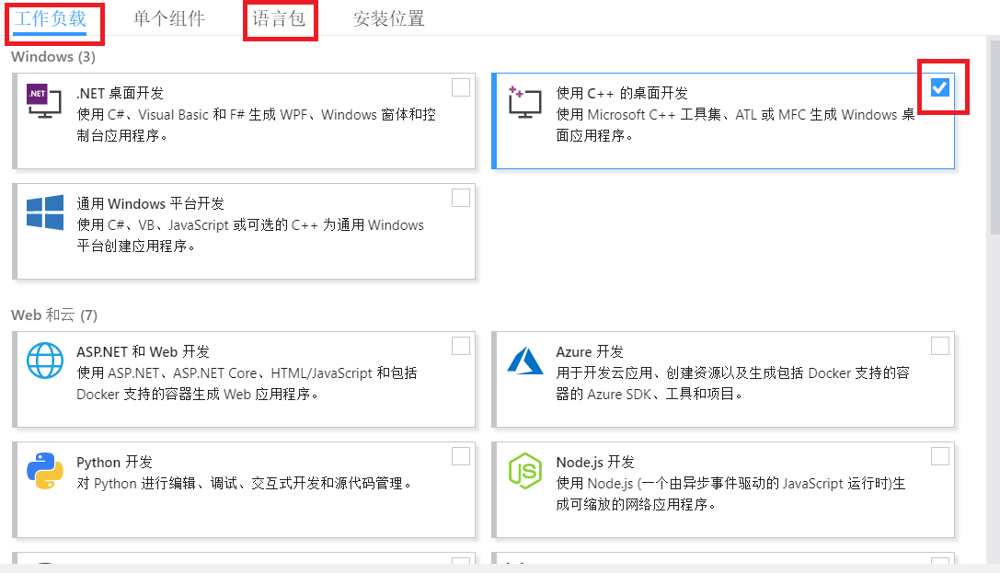 工作负载 单个组件 语言包 安装位置
Windows (3)
.NET
.NET 桌面开发
使用 C#、Visual Basic 和 F# 生成 WPF、Windows 窗体和控
制台应用程序。
使用 C++ 的桌面开发
使用 Microsoft C++ 工具集、ATL 或 MFC 生成 Windows 桌
面应用程序。
通用 Windows 平台开发
使用 C#、VB、JavaScript 或可选的 C++ 为通用 Windows
平台创建应用程序。
Web 和云 (7)
ASP.NET 和 Web 开发
使用 ASP.NET、ASP.NET Core、HTML/JavaScript 和包括
Docker 支持的容器生成 Web 应用程序。
Azure 开发
用于开发云应用、创建资源以及生成包括 Docker 支持的容
器的 Azure SDK、工具和项目。
Python 开发
对 Python 进行编辑、调试、交互式开发和源代码管理。
JS
Node.js 开发
使用 Node.js (一个由异步事件驱动的 JavaScript 运行时)生
成可缩放的网络应用程序。